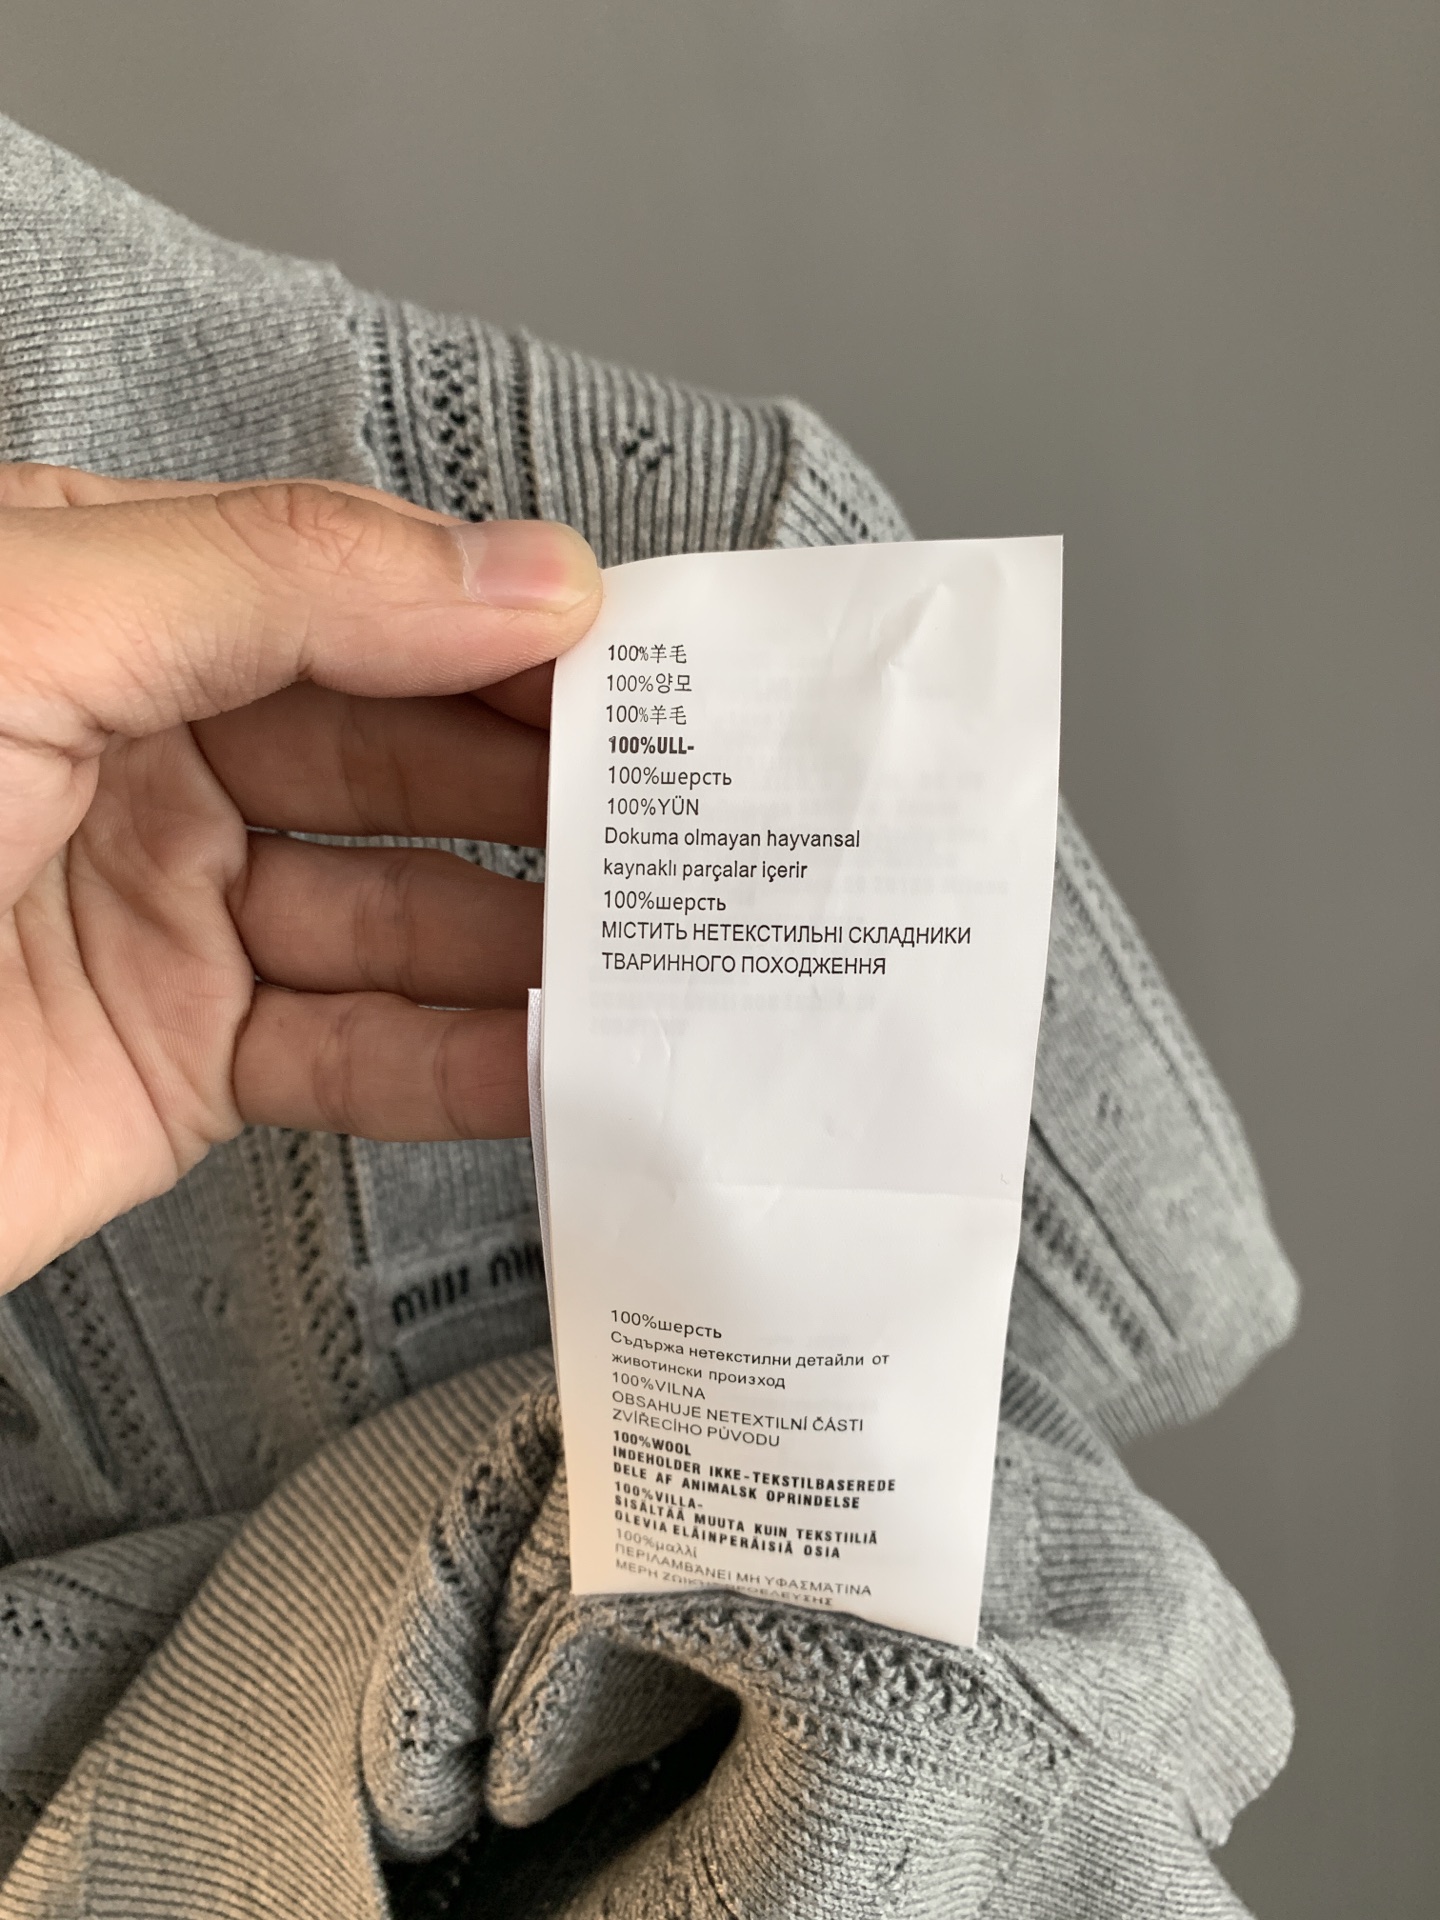 100%羊毛
100%양모
100%羊毛
100%ULL-
100%шерсть
100%YÜN
Dokuma olmayan hayvansal
kaynaklı parçalar içerir
100%шерсть
МІСТИТЬ НЕТЕКСТИЛЬНІ СКЛАДНИКИ
ТВАРИННОГО ПОХОДЖЕННЯ
miu miu
100%шерсть
Съдържа нетекстилни детайли от
животински произход
100%VILNA
OBSAHUJE NETEXTILNÍ ČÁSTI
ZVÍŘECÍHO PŮVODU
100%WOOL
INDEHOLDER IKKE-TEKSTILBASEREDE
DELE AF ANIMALSK OPRINDELSE
100%VILLA-
SISÄLTÄÄ MUUTA KUIN TEKSTIILIÄ
OLEVIA ELÄINPERÄISIÄ OSIA
100%μαλλί
ΠΕΡΙΛΑΜΒΑΝΕΙ ΜΗ ΥΦΑΣΜΑΤΙΝΑ
ΜΕΡΗ